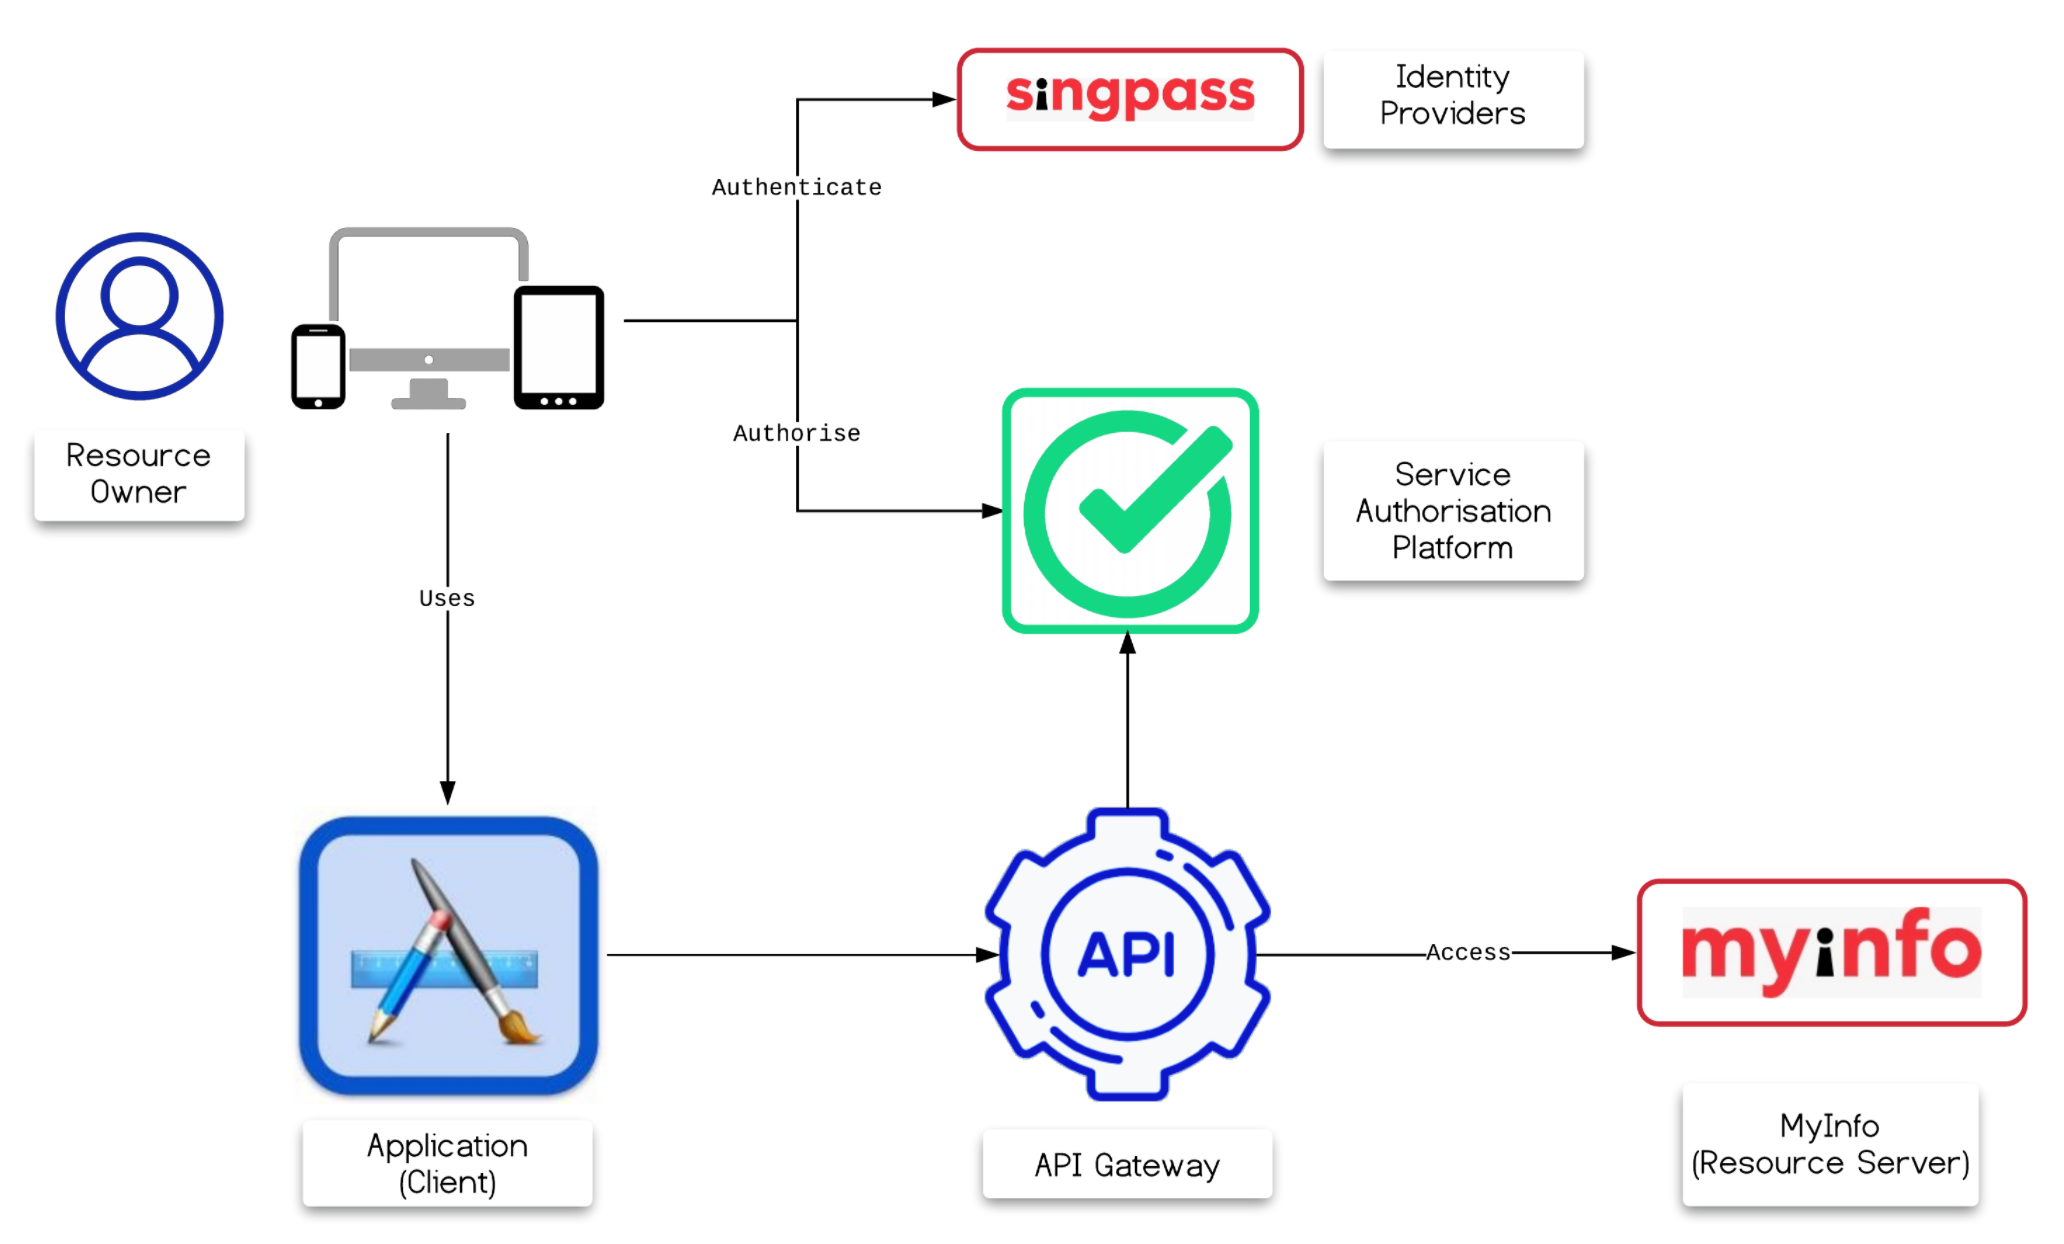 singpass
Identity
Providers
Authenticate
Resource
Owner
Authorise
Service
Authorisation
Platform
Uses
API
Access
myinfo
Application
(Client)
API Gateway
MyInfo
(Resource Server)